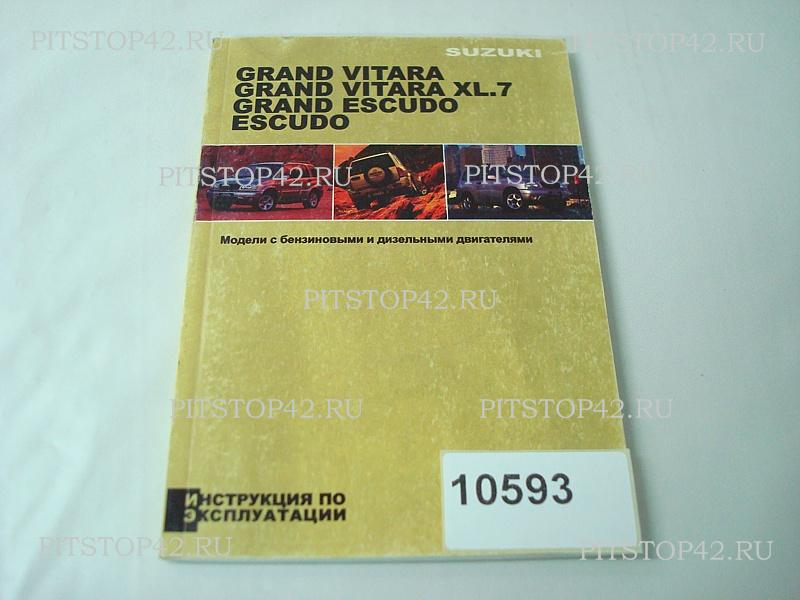 PITSTOP42.RU
PITSTOP42.RU
SUZUKI
GRAND VITARA
GRAND VITARA XL.7
GRAND ESCUDO
ESCUDO
PITSTOP42.RU
PITSTOP42.RU
Модели с бензиновыми и дизельными двигателями
PITSTOP42.RU
PITSTOP42.RU
PITSTOP42.RU
10593
ИНСТРУКЦИЯ ПО
ЭКСПЛУАТАЦИИ
PITSTOP42.RU
PITSTOP42.RU